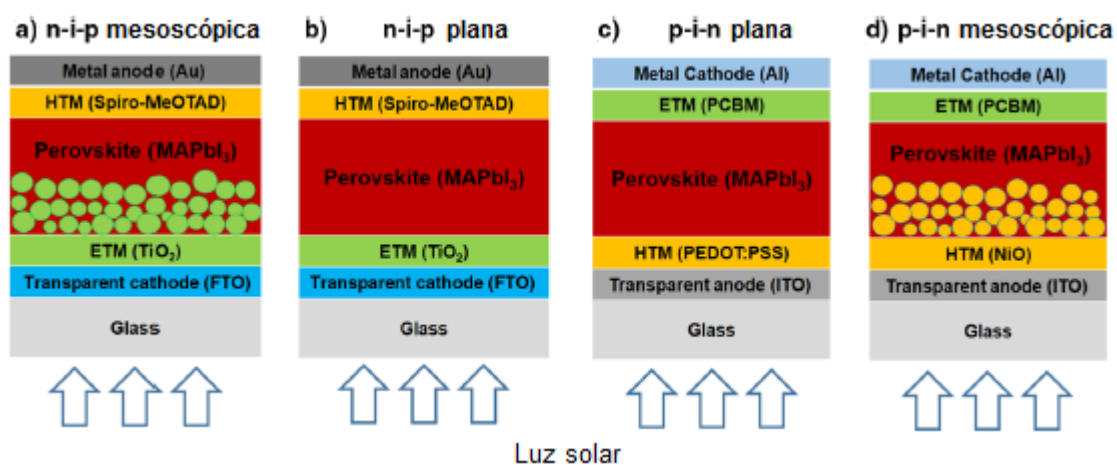 a) n-i-p mesoscópica
Metal anode (Au)
HTM (Spiro-MeOTAD)
Perovskite (MAPbI₃)
ETM (TiO₂)
Transparent cathode (FTO)
Glass
b) n-i-p plana
Metal anode (Au)
HTM (Spiro-MeOTAD)
Perovskite (MAPbI₃)
ETM (TiO₂)
Transparent cathode (FTO)
Glass
c) p-i-n plana
Metal Cathode (Al)
ETM (PCBM)
Perovskite (MAPbI₃)
HTM (PEDOT:PSS)
Transparent anode (ITO)
Glass
d) p-i-n mesoscópica
Metal Cathode (Al)
ETM (PCBM)
Perovskite (MAPbI₃)
HTM (NiO)
Transparent anode (ITO)
Glass
Luz solar